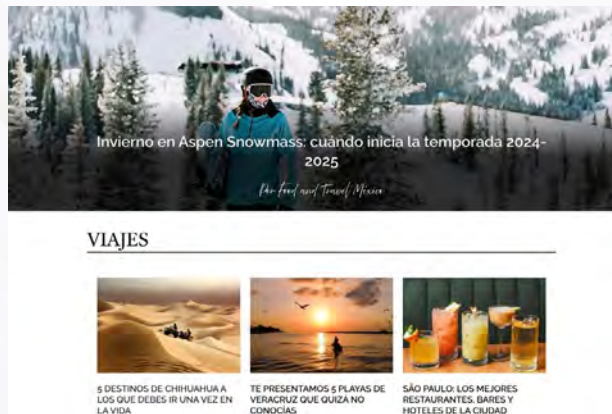 Invierno en Aspen Snowmass: cuándo inicia la temporada 2024-
2025
Por Food and Travel México
VIAJES
5 DESTINOS DE CHIHUAHUA A
LOS QUE DEBES IR UNA VEZ EN
LA VIDA
TE PRESENTAMOS 5 PLAYAS DE
VERACRUZ QUE QUIZÁ NO
CONOCÍAS
SÃO PAULO: LOS MEJORES
RESTAURANTES, BARES Y
HOTELES DE LA CIUDAD